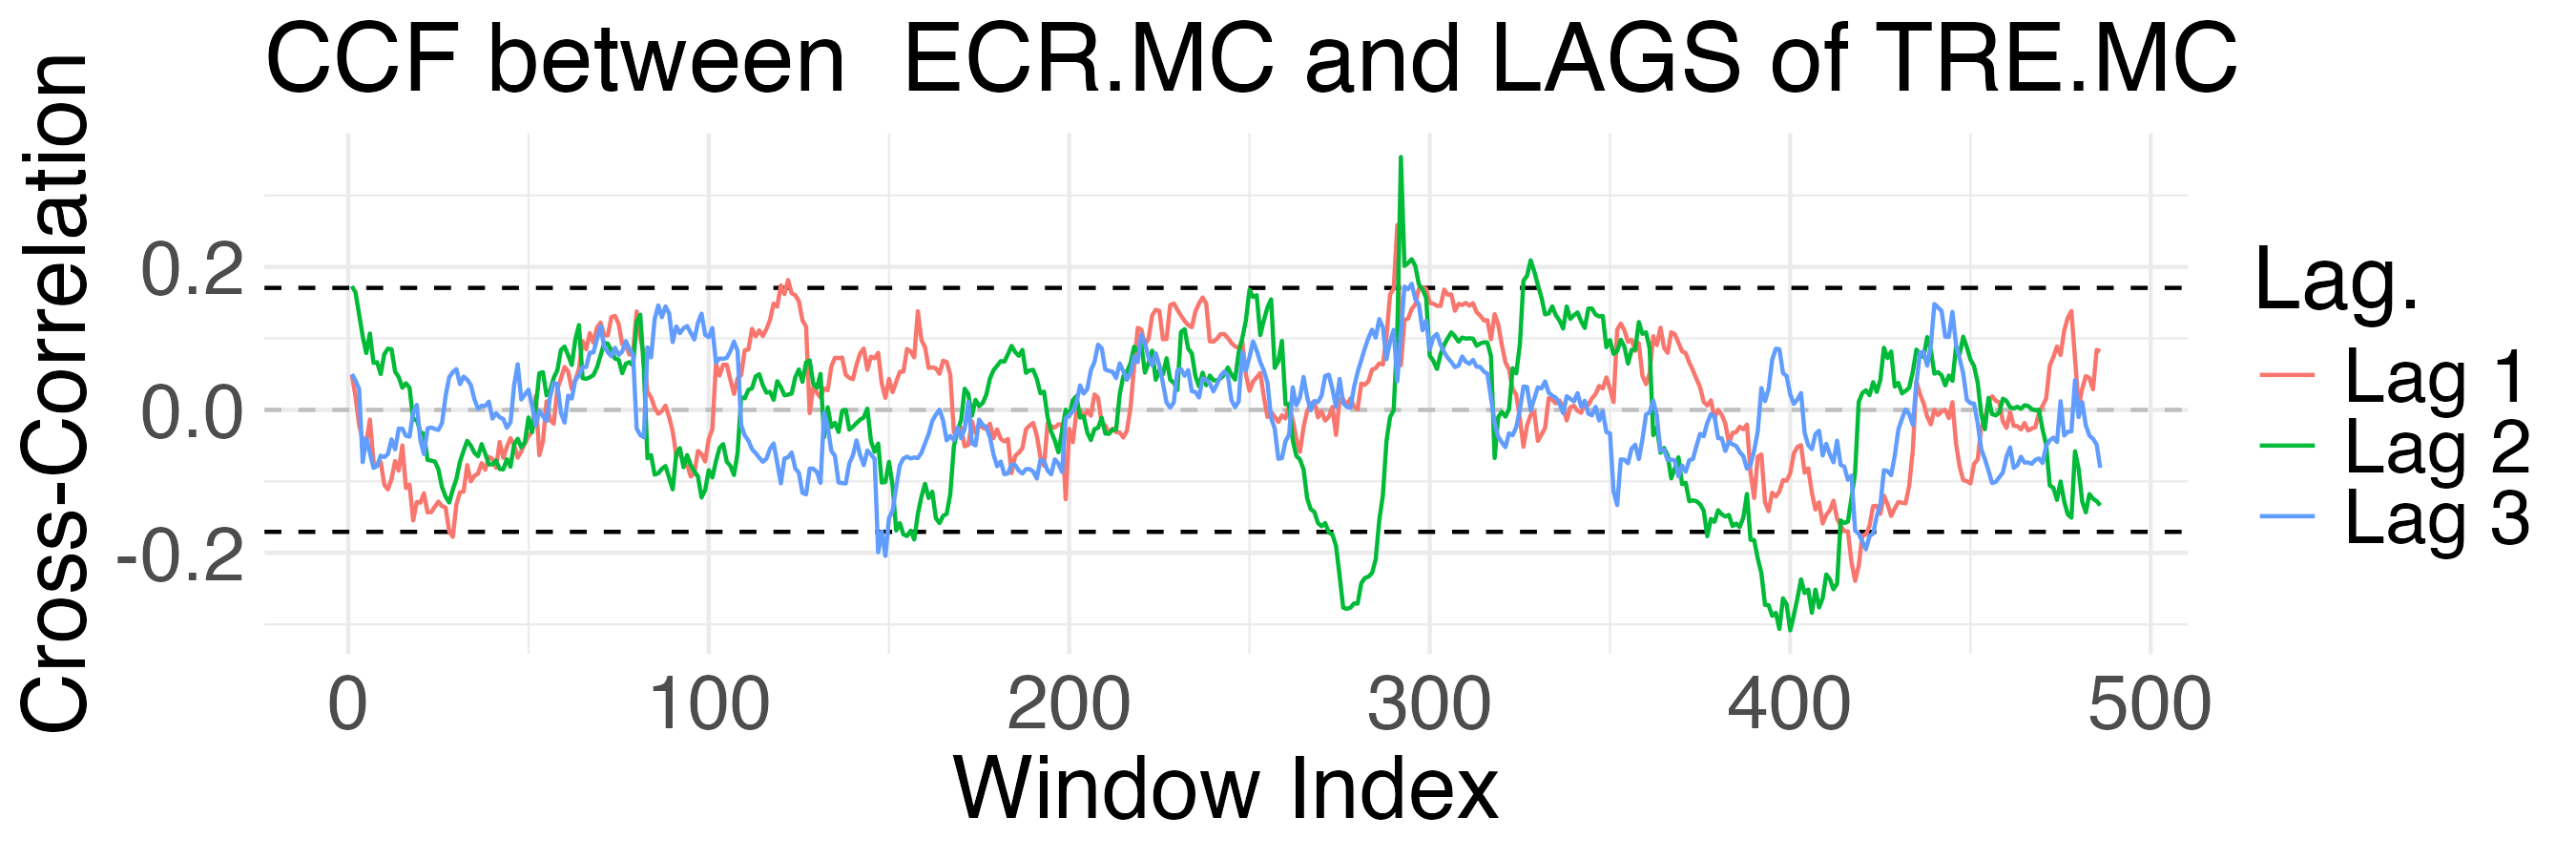 CCF between  ECR.MC and LAGS of TRE.MC
Cross-Correlation
0.2
0.0
-0.2
0 100 200 300 400 500
Window Index
Lag.
Lag 1
Lag 2
Lag 3